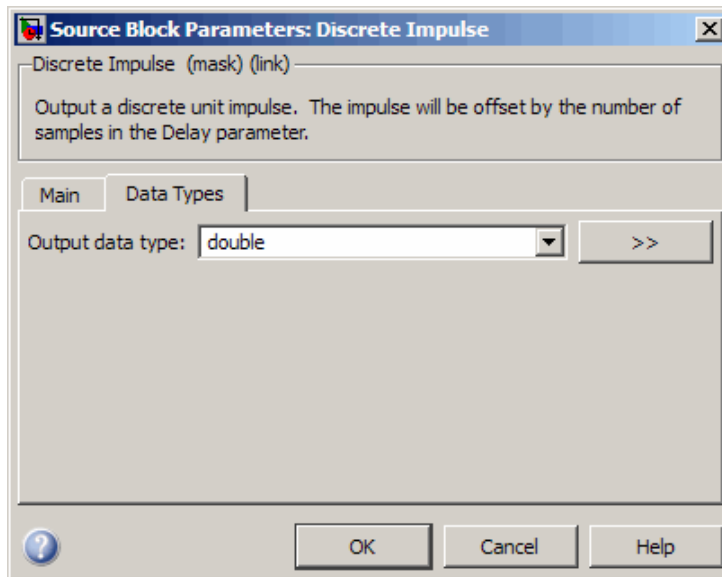 Source Block Parameters: Discrete Impulse
Discrete Impulse (mask) (link)
Output a discrete unit impulse. The impulse will be offset by the number of
samples in the Delay parameter.
Main Data Types
Output data type: double >>
OK Cancel Help